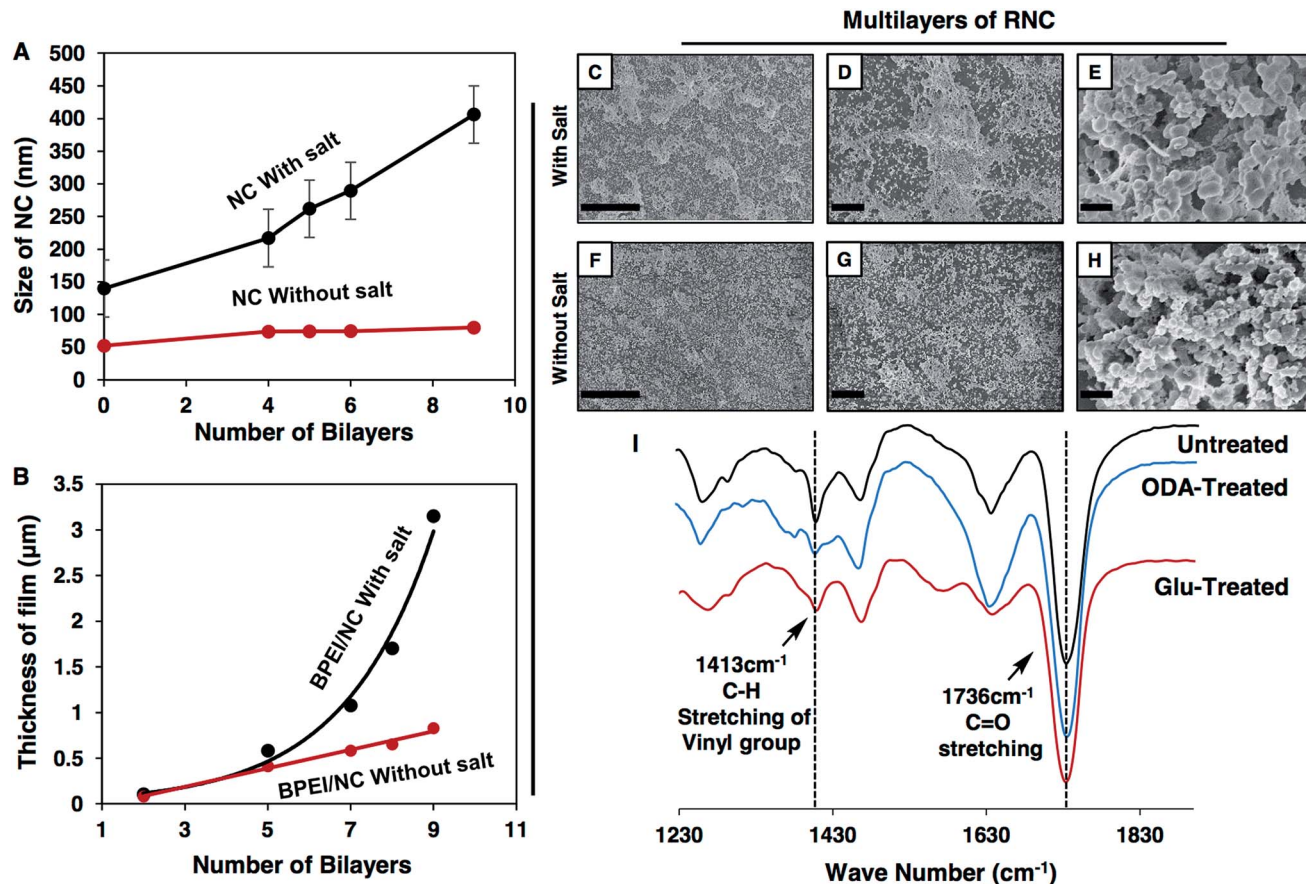 Multilayers of RNC
A
500
450
400
350
300
250
200
150
100
50
0
Size of NC (nm)
NC With salt
NC Without salt
0 2 4 6 8 10
Number of Bilayers
B
3.5
3
2.5
2
1.5
1
0.5
0
Thickness of film (µm)
BPEI/NC With salt
BPEI/NC Without salt
1 3 5 7 9 11
Number of Bilayers
With Salt
C
D
E
Without Salt
F
G
H
I
Untreated
ODA-Treated
Glu-Treated
1413cm⁻¹
C-H
Stretching of
Vinyl group
1736cm⁻¹
C=O
stretching
1230 1430 1630 1830
Wave Number (cm⁻¹)